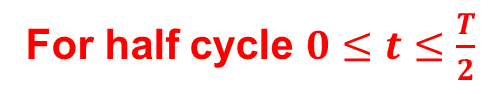 For half cycle 0 ≤ t ≤ T/2